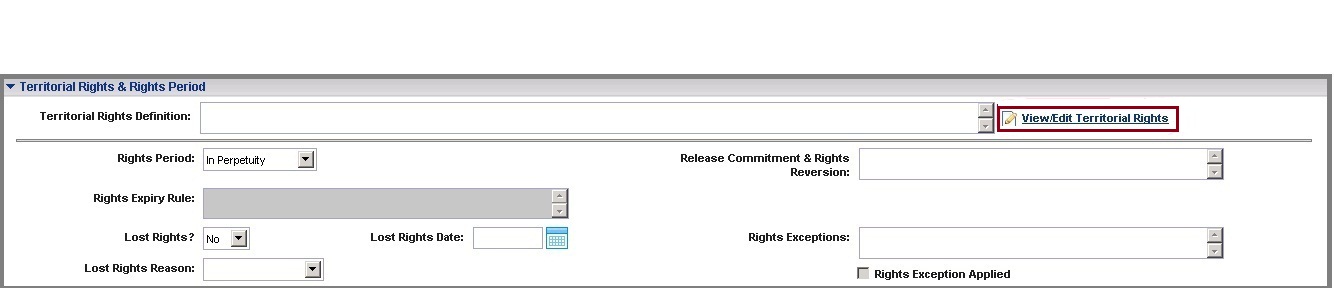 Territorial Rights & Rights Period
Territorial Rights Definition:
View/Edit Territorial Rights
Rights Period: In Perpetuity
Release Commitment & Rights
Reversion:
Rights Expiry Rule:
Lost Rights? No
Lost Rights Date:
Rights Exceptions:
Lost Rights Reason:
Rights Exception Applied